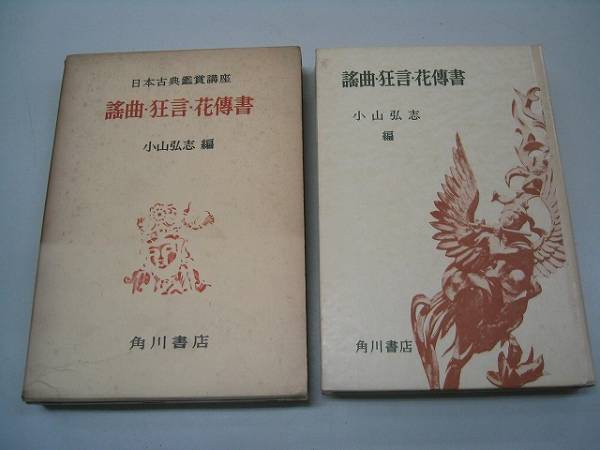 日本古典鑑賞講座
謠曲・狂言・花傳書
小山弘志 編
角川書店
謠曲・狂言・花傳書
小山弘志
編
角川書店